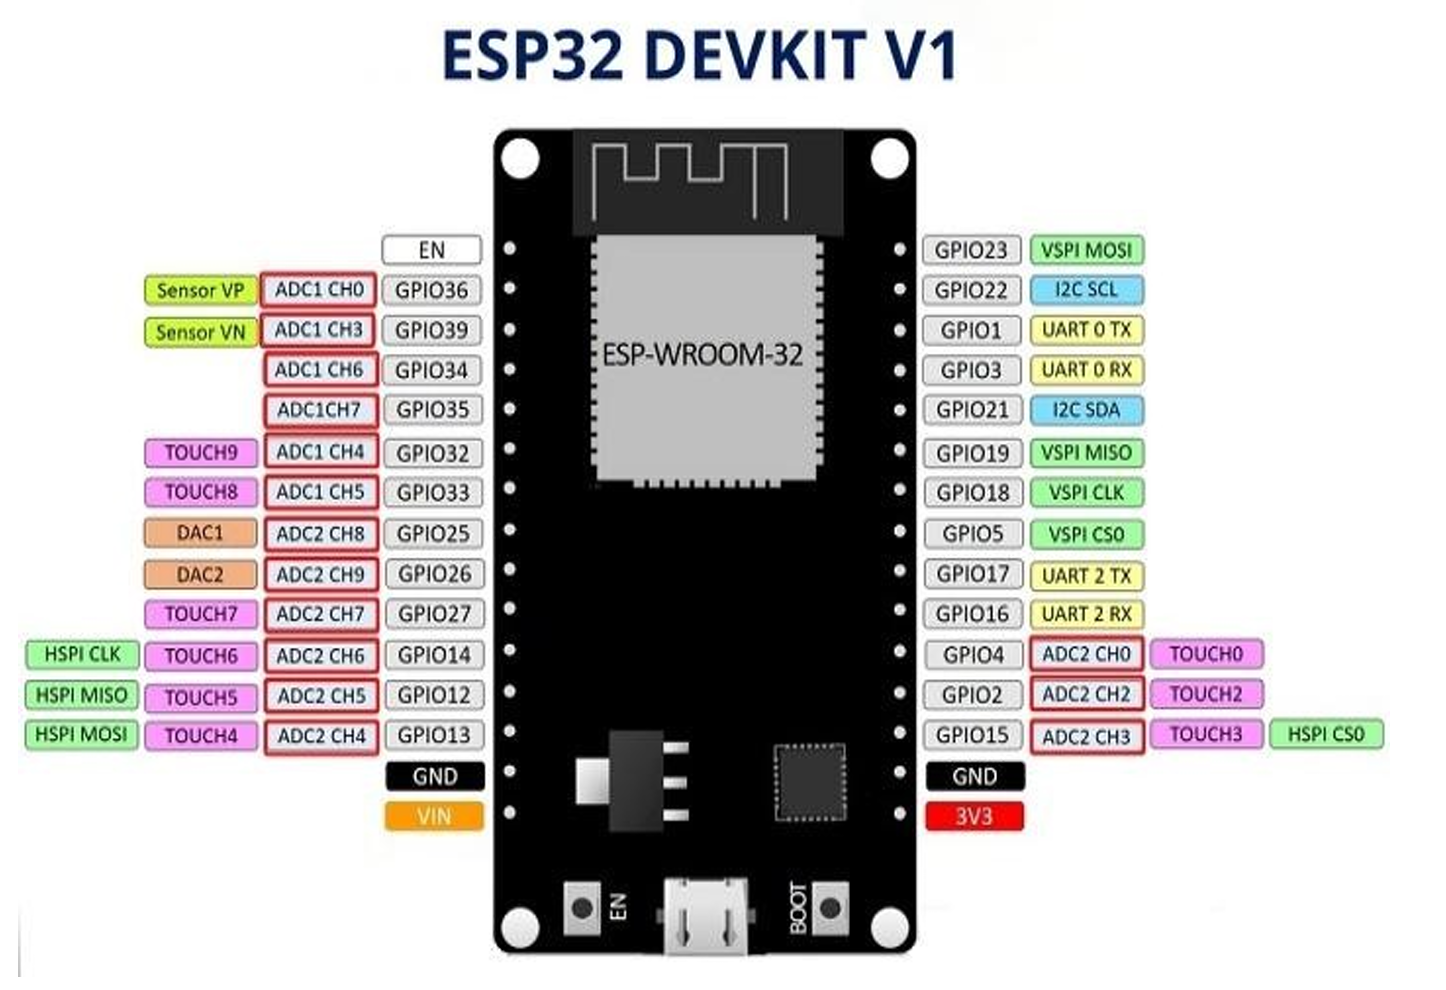 ESP32 DEVKIT V1
EN GPIO23 VSPI MOSI
Sensor VP ADC1 CH0 GPIO36 GPIO22 I2C SCL
Sensor VN ADC1 CH3 GPIO39 GPIO1 UART 0 TX
ESP-WROOM-32
ADC1 CH6 GPIO34 GPIO3 UART 0 RX
ADC1CH7 GPIO35 GPIO21 I2C SDA
TOUCH9 ADC1 CH4 GPIO32 GPIO19 VSPI MISO
TOUCH8 ADC1 CH5 GPIO33 GPIO18 VSPI CLK
DAC1 ADC2 CH8 GPIO25 GPIO5 VSPI CS0
DAC2 ADC2 CH9 GPIO26 GPIO17 UART 2 TX
TOUCH7 ADC2 CH7 GPIO27 GPIO16 UART 2 RX
HSPI CLK TOUCH6 ADC2 CH6 GPIO14 GPIO4 ADC2 CH0 TOUCH0
HSPI MISO TOUCH5 ADC2 CH5 GPIO12 GPIO2 ADC2 CH2 TOUCH2
HSPI MOSI TOUCH4 ADC2 CH4 GPIO13 GPIO15 ADC2 CH3 TOUCH3 HSPI CS0
GND GND
VIN 3V3
EN BOOT